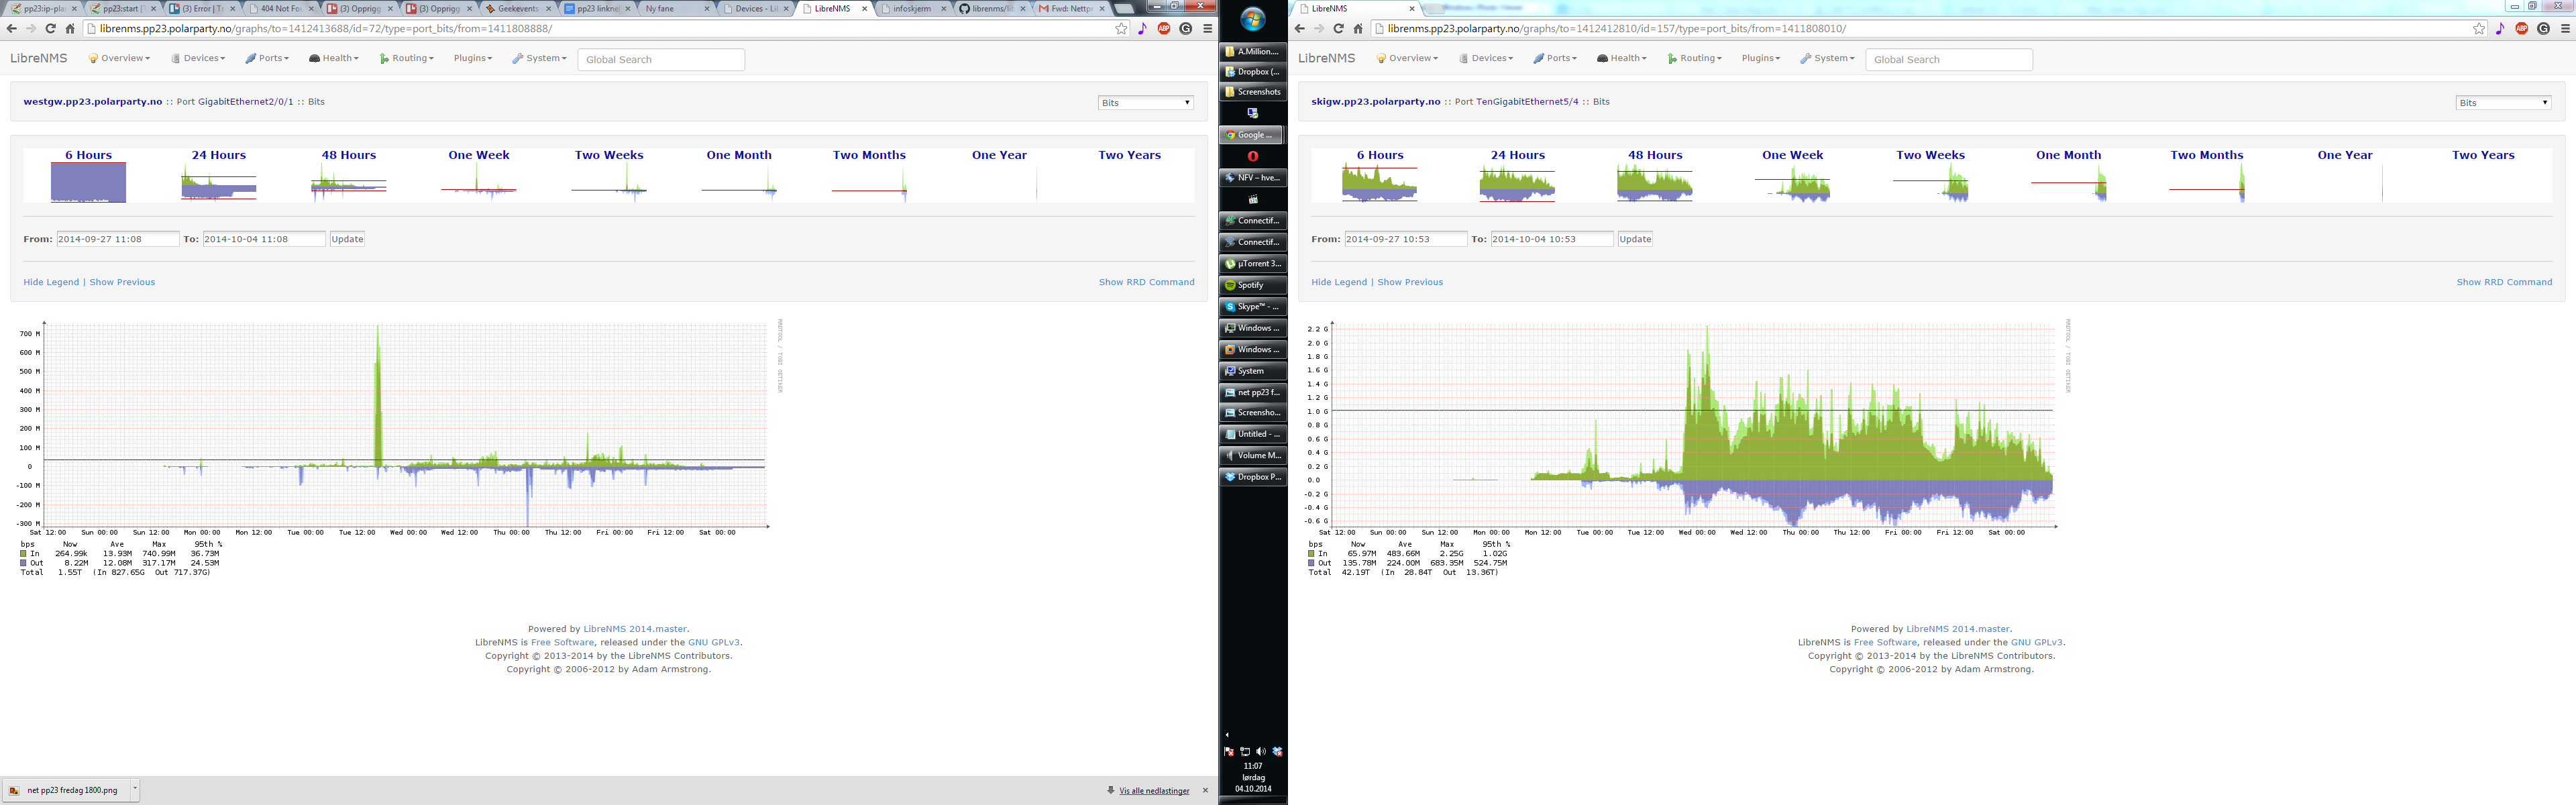 pp23:ip-pla
pp23:start [
(3) Error | Tr
404 Not Fou
(3) Opprigg
(3) Opprigg
Geekevents
pp23 linkne
Ny fane
Devices - Lib
LibreNMS
infoskjerm
librenms/lib
Fwd: Nettpr
librenms.pp23.polarparty.no/graphs/to=1412413688/id=72/type=port_bits/from=1411808888/
LibreNMS Overview Devices Ports Health Routing Plugins System Global Search
westgw.pp23.polarparty.no :: Port GigabitEthernet2/0/1 :: Bits
Bits
6 Hours 24 Hours 48 Hours One Week Two Weeks One Month Two Months One Year Two Years
From: 2014-09-27 11:08 To: 2014-10-04 11:08 Update
Hide Legend | Show Previous
Show RRD Command
RRDTOOL / TOBI OETIKER
700 M
600 M
500 M
400 M
300 M
200 M
100 M
0
-100 M
-200 M
-300 M
Sat 12:00 Sun 00:00 Sun 12:00 Mon 00:00 Mon 12:00 Tue 00:00 Tue 12:00 Wed 00:00 Wed 12:00 Thu 00:00 Thu 12:00 Fri 00:00 Fri 12:00 Sat 00:00
bps Now Ave Max 95th %
In 264.99k 13.93M 740.99M 36.73M
Out 8.22M 12.08M 317.17M 24.53M
Total 1.55T (In 827.65G Out 717.37G)
Powered by LibreNMS 2014.master.
LibreNMS is Free Software, released under the GNU GPLv3.
Copyright © 2013-2014 by the LibreNMS Contributors.
Copyright © 2006-2012 by Adam Armstrong.
net pp23 fredag 1800.png
Vis alle nedlastinger
A.Million....
Dropbox (...
Screenshots
Google ...
NFV – hve...
Connectif...
Connectif...
µTorrent 3...
Spotify
Skype™ - ...
Windows ...
Windows ...
System
net pp23 f...
Screensho...
Untitled - ...
Volume M...
Dropbox P...
11:07
lørdag
04.10.2014
LibreNMS
librenms.pp23.polarparty.no/graphs/to=1412412810/id=157/type=port_bits/from=1411808010/
LibreNMS Overview Devices Ports Health Routing Plugins System Global Search
skigw.pp23.polarparty.no :: Port TenGigabitEthernet5/4 :: Bits
Bits
6 Hours 24 Hours 48 Hours One Week Two Weeks One Month Two Months One Year Two Years
From: 2014-09-27 10:53 To: 2014-10-04 10:53 Update
Hide Legend | Show Previous
Show RRD Command
RRDTOOL / TOBI OETIKER
2.2 G
2.0 G
1.8 G
1.6 G
1.4 G
1.2 G
1.0 G
0.8 G
0.6 G
0.4 G
0.2 G
0.0
-0.2 G
-0.4 G
-0.6 G
Sat 12:00 Sun 00:00 Sun 12:00 Mon 00:00 Mon 12:00 Tue 00:00 Tue 12:00 Wed 00:00 Wed 12:00 Thu 00:00 Thu 12:00 Fri 00:00 Fri 12:00 Sat 00:00
bps Now Ave Max 95th %
In 65.97M 483.66M 2.25G 1.02G
Out 135.78M 224.00M 683.35M 524.75M
Total 42.19T (In 28.84T Out 13.36T)
Powered by LibreNMS 2014.master.
LibreNMS is Free Software, released under the GNU GPLv3.
Copyright © 2013-2014 by the LibreNMS Contributors.
Copyright © 2006-2012 by Adam Armstrong.